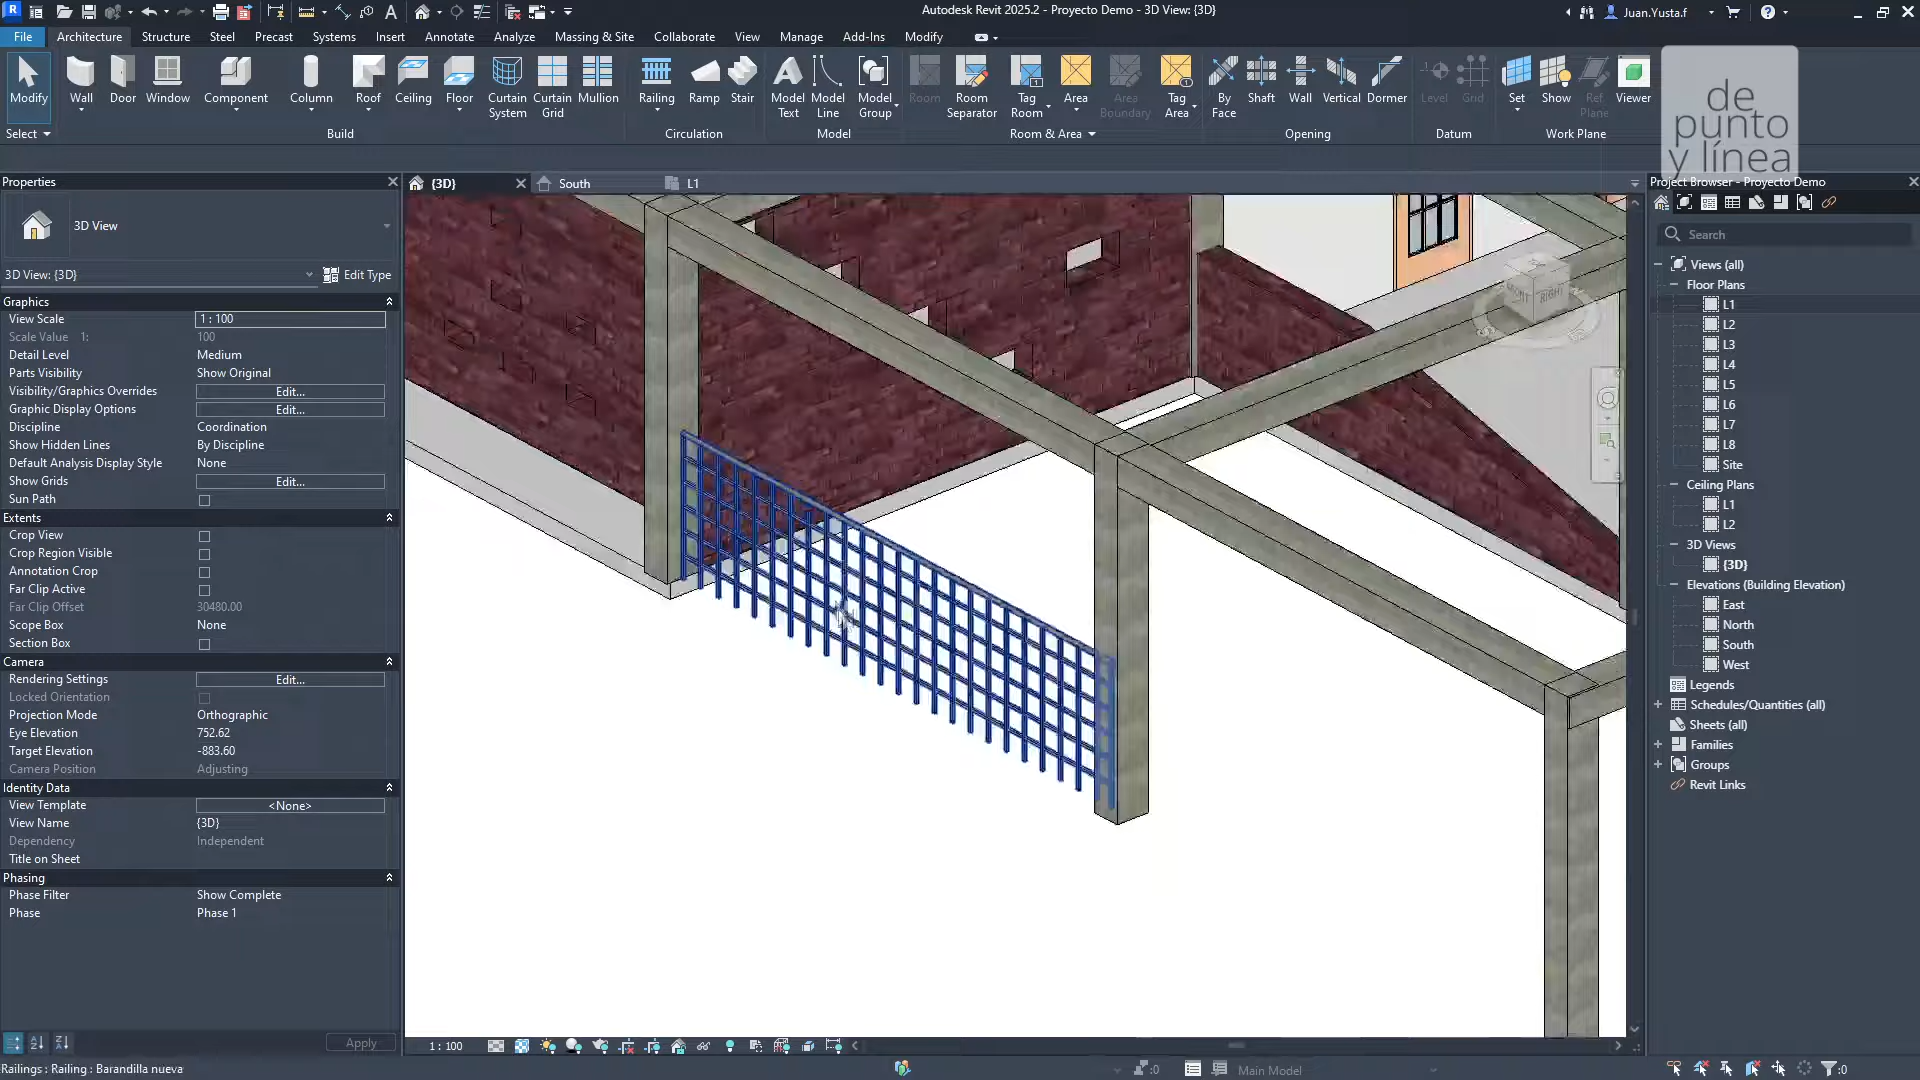 Autodesk Revit 2025.2 - Proyecto Demo - 3D View: {3D}
Juan.Yusta.f
File Architecture Structure Steel Precast Systems Insert Annotate Analyze Massing & Site Collaborate View Manage Add-Ins Modify
Modify Wall Door Window Component Column Roof Ceiling Floor Curtain System Curtain Grid Mullion Railing Ramp Stair Model Text Model Line Model Group Room Room Separator Tag Room Area Area Boundary Tag Area By Face Shaft Wall Vertical Dormer Level Grid Set Show Ref Plane Viewer
Select Build Circulation Model Room & Area Opening Datum Work Plane
de
punto
y línea
Properties
{3D} South L1
Project Browser - Proyecto Demo
3D View
3D View: {3D} Edit Type
Graphics
View Scale 1 : 100
Scale Value 1: 100
Detail Level Medium
Parts Visibility Show Original
Visibility/Graphics Overrides Edit...
Graphic Display Options Edit...
Discipline Coordination
Show Hidden Lines By Discipline
Default Analysis Display Style None
Show Grids Edit...
Sun Path
Extents
Crop View
Crop Region Visible
Annotation Crop
Far Clip Active
Far Clip Offset 30480.00
Scope Box None
Section Box
Camera
Rendering Settings Edit...
Locked Orientation
Projection Mode Orthographic
Eye Elevation 752.62
Target Elevation -883.60
Camera Position Adjusting
Identity Data
View Template <None>
View Name {3D}
Dependency Independent
Title on Sheet
Phasing
Phase Filter Show Complete
Phase Phase 1
Apply
FRONT RIGHT
Search
Views (all)
Floor Plans
L1
L2
L3
L4
L5
L6
L7
L8
Site
Ceiling Plans
L1
L2
3D Views
{3D}
Elevations (Building Elevation)
East
North
South
West
Legends
Schedules/Quantities (all)
Sheets (all)
Families
Groups
Revit Links
1 : 100
Railings : Railing : Barandilla nueva
:0
Main Model
:0